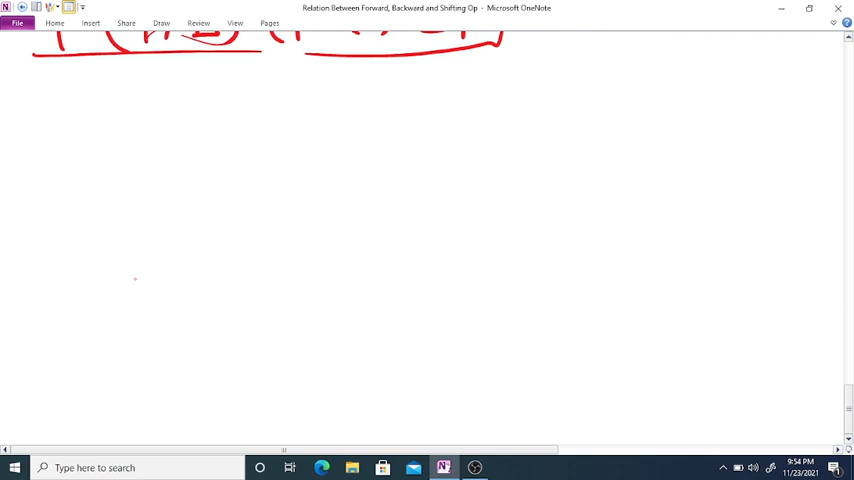 Relation Between Forward, Backward and Shifting Op - Microsoft OneNote
File Home Insert Share Draw Review View Pages
Type here to search
9:54 PM
11/23/2021